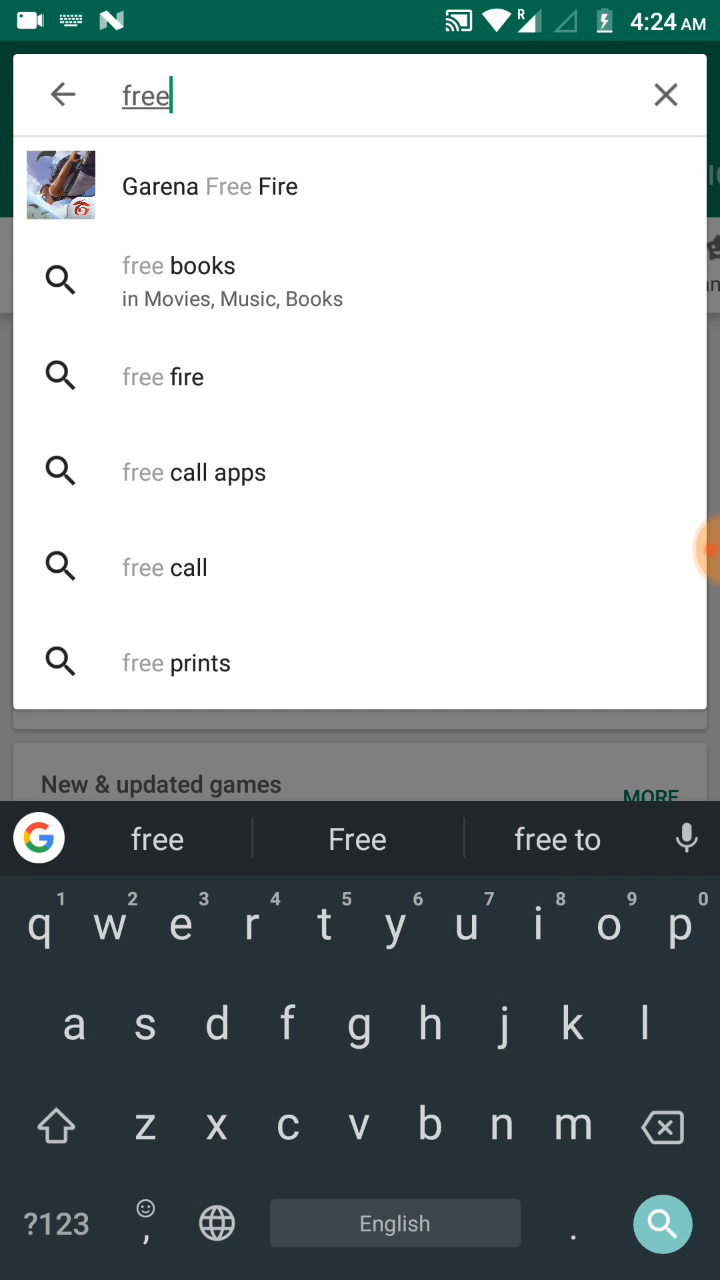 R 4:24 AM
free
Garena Free Fire
free books
in Movies, Music, Books
free fire
free call apps
free call
free prints
New & updated games
MORE
free Free free to
1 2 3 4 5 6 7 8 9 0
q w e r t y u i o p
a s d f g h j k l
z x c v b n m
?123 , English .